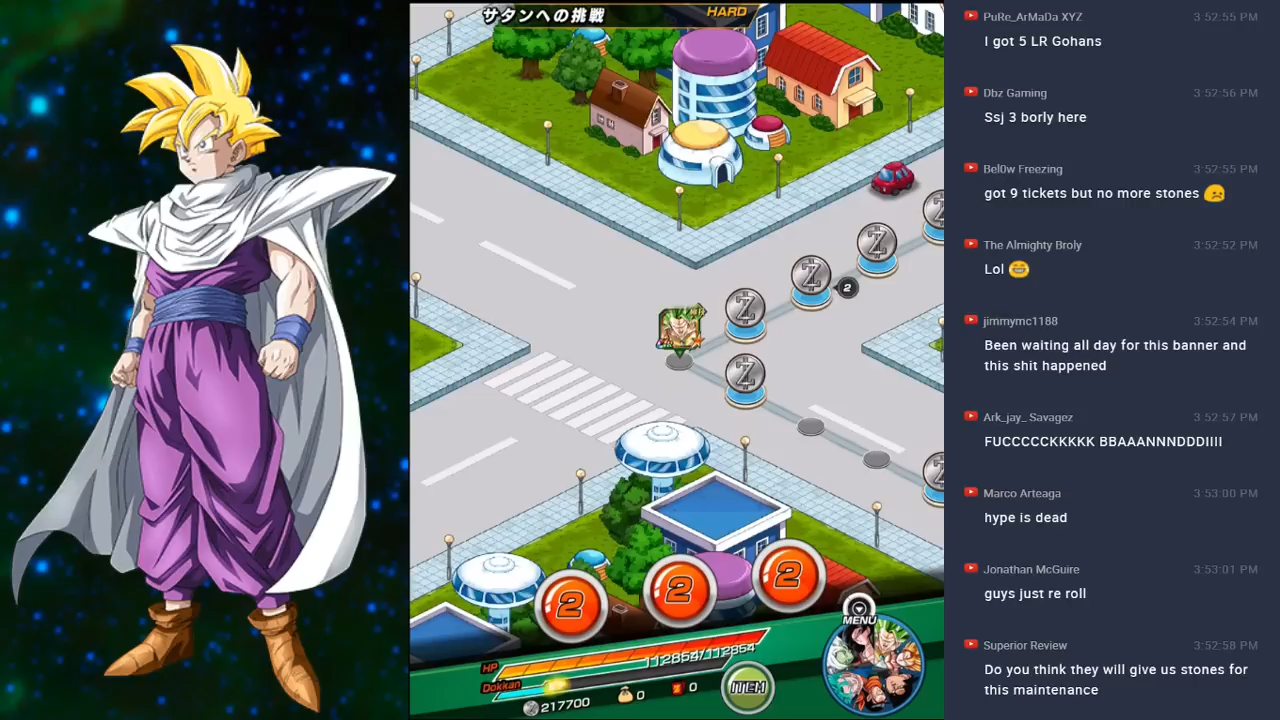 サタンへの挑戦
HARD
2
2
2
2
MENU
HP
112854/112854
Dokkan
217700
0
0
ITEM
PuRe_ArMaDa XYZ
3:52:55 PM
I got 5 LR Gohans
Dbz Gaming
3:52:56 PM
Ssj 3 borly here
Bel0w Freezing
3:52:55 PM
got 9 tickets but no more stones
The Almighty Broly
3:52:52 PM
Lol
jimmymc1188
3:52:54 PM
Been waiting all day for this banner and
this shit happened
Ark_jay_ Savagez
3:52:57 PM
FUCCCCCKKKKK BBAAANNNDDDIIII
Marco Arteaga
3:53:00 PM
hype is dead
Jonathan McGuire
3:53:01 PM
guys just re roll
Superior Review
3:52:58 PM
Do you think they will give us stones for
this maintenance